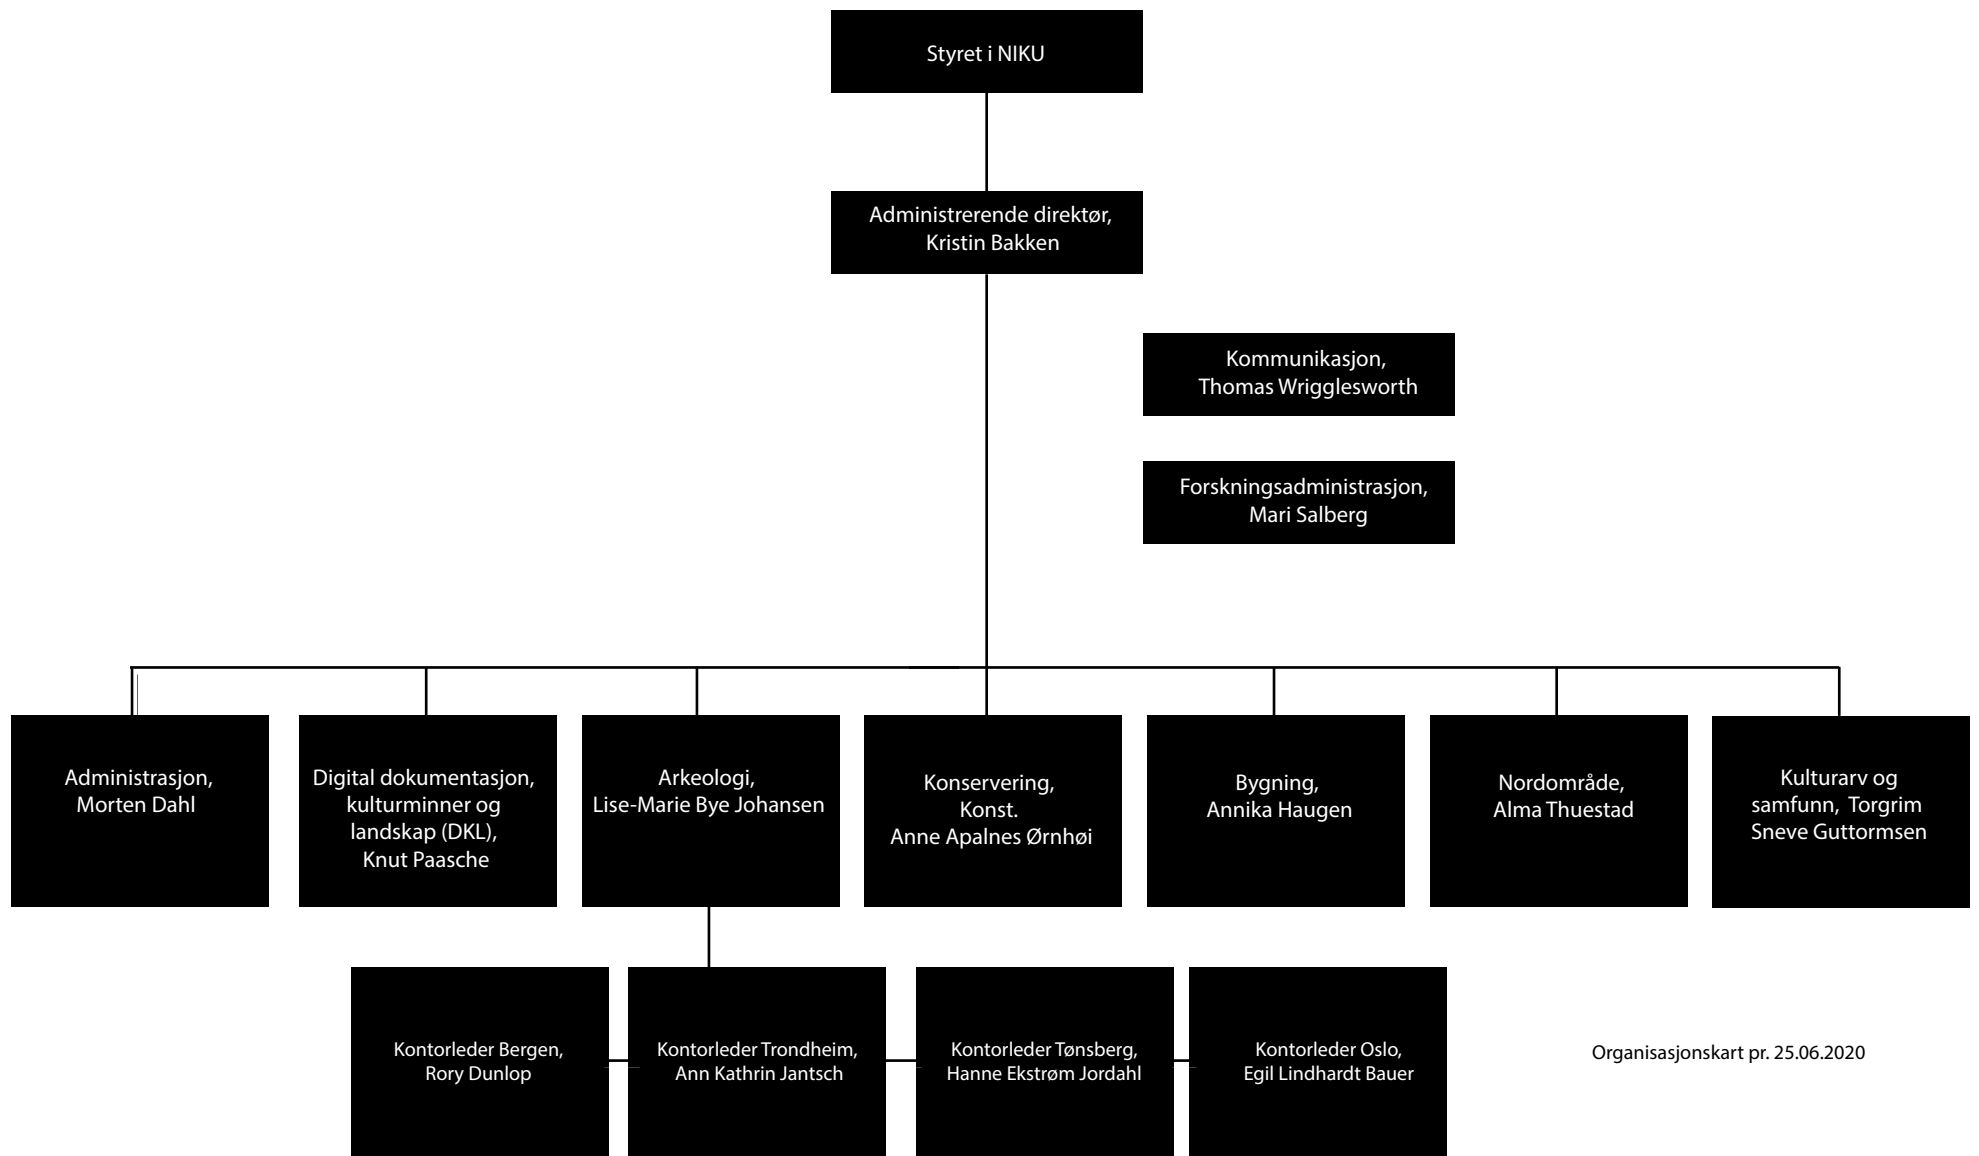 Styret i NIKU
Administrerende direktør,
Kristin Bakken
Kommunikasjon,
Thomas Wrigglesworth
Forskningsadministrasjon,
Mari Salberg
Administrasjon,
Morten Dahl
Digital dokumentasjon,
kulturminner og
landskap (DKL),
Knut Paasche
Arkeologi,
Lise-Marie Bye Johansen
Konservering,
Konst.
Anne Apalnes Ørnhøi
Bygning,
Annika Haugen
Nordområde,
Alma Thuestad
Kulturarv og
samfunn, Torgrim
Sneve Guttormsen
Kontorleder Bergen,
Rory Dunlop
Kontorleder Trondheim,
Ann Kathrin Jantsch
Kontorleder Tønsberg,
Hanne Ekstrøm Jordahl
Kontorleder Oslo,
Egil Lindhardt Bauer
Organisasjonskart pr. 25.06.2020